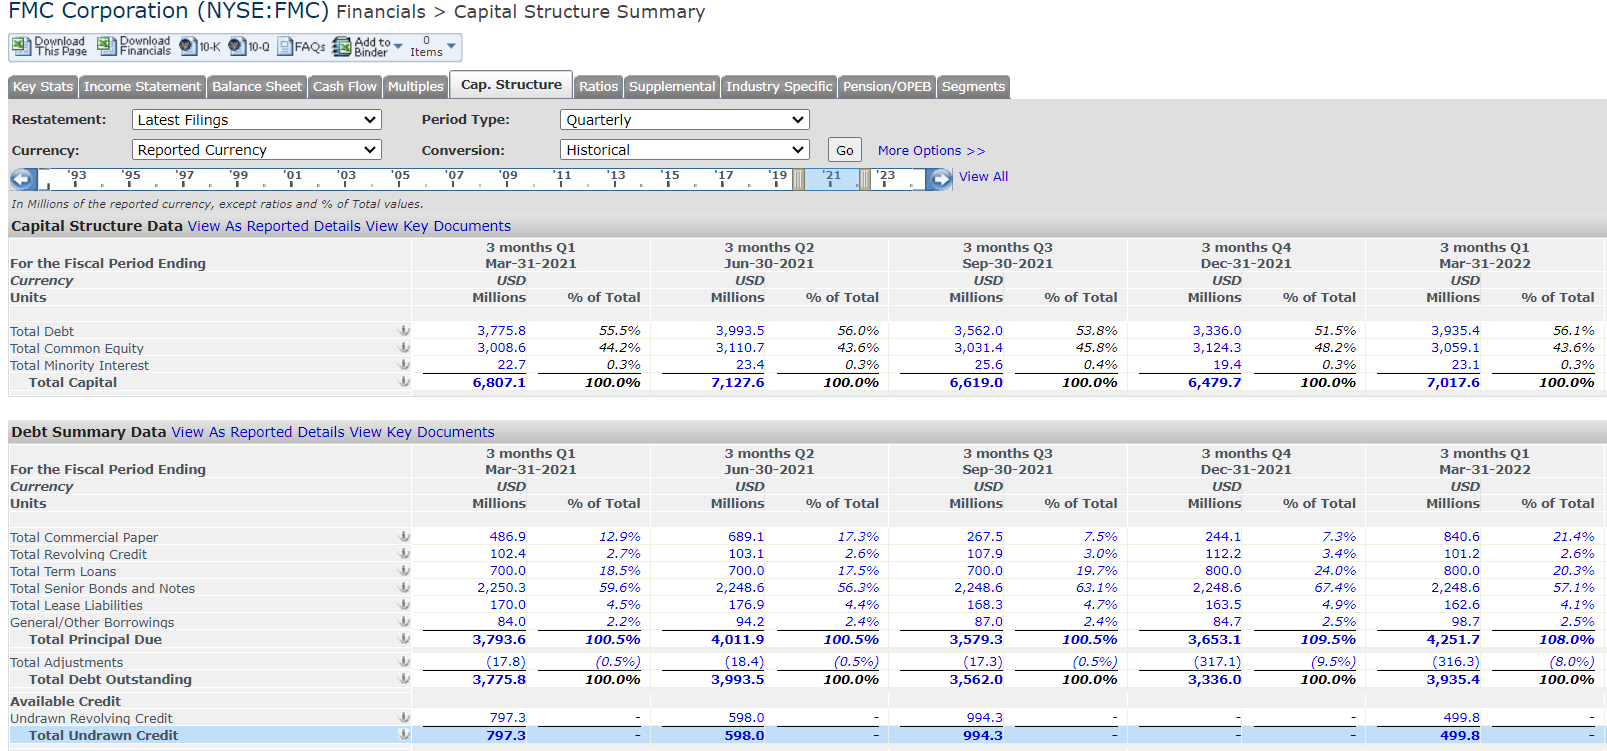 FMC Corporation (NYSE:FMC) Financials > Capital Structure Summary
Download This Page Download Financials 10-K 10-Q FAQs Add to Binder 0 Items
Key Stats Income Statement Balance Sheet Cash Flow Multiples Cap. Structure Ratios Supplemental Industry Specific Pension/OPEB Segments
Restatement: Latest Filings Period Type: Quarterly
Currency: Reported Currency Conversion: Historical Go More Options >>
'93 '95 '97 '99 '01 '03 '05 '07 '09 '11 '13 '15 '17 '19 '21 '23 View All
In Millions of the reported currency, except ratios and % of Total values.
Capital Structure Data View As Reported Details View Key Documents
3 months Q1 3 months Q2 3 months Q3 3 months Q4 3 months Q1
For the Fiscal Period Ending Mar-31-2021 Jun-30-2021 Sep-30-2021 Dec-31-2021 Mar-31-2022
Currency USD USD USD USD USD
Units Millions % of Total Millions % of Total Millions % of Total Millions % of Total Millions % of Total
Total Debt 3,775.8 55.5% 3,993.5 56.0% 3,562.0 53.8% 3,336.0 51.5% 3,935.4 56.1%
Total Common Equity 3,008.6 44.2% 3,110.7 43.6% 3,031.4 45.8% 3,124.3 48.2% 3,059.1 43.6%
Total Minority Interest 22.7 0.3% 23.4 0.3% 25.6 0.4% 19.4 0.3% 23.1 0.3%
Total Capital 6,807.1 100.0% 7,127.6 100.0% 6,619.0 100.0% 6,479.7 100.0% 7,017.6 100.0%
Debt Summary Data View As Reported Details View Key Documents
3 months Q1 3 months Q2 3 months Q3 3 months Q4 3 months Q1
For the Fiscal Period Ending Mar-31-2021 Jun-30-2021 Sep-30-2021 Dec-31-2021 Mar-31-2022
Currency USD USD USD USD USD
Units Millions % of Total Millions % of Total Millions % of Total Millions % of Total Millions % of Total
Total Commercial Paper 486.9 12.9% 689.1 17.3% 267.5 7.5% 244.1 7.3% 840.6 21.4%
Total Revolving Credit 102.4 2.7% 103.1 2.6% 107.9 3.0% 112.2 3.4% 101.2 2.6%
Total Term Loans 700.0 18.5% 700.0 17.5% 700.0 19.7% 800.0 24.0% 800.0 20.3%
Total Senior Bonds and Notes 2,250.3 59.6% 2,248.6 56.3% 2,248.6 63.1% 2,248.6 67.4% 2,248.6 57.1%
Total Lease Liabilities 170.0 4.5% 176.9 4.4% 168.3 4.7% 163.5 4.9% 162.6 4.1%
General/Other Borrowings 84.0 2.2% 94.2 2.4% 87.0 2.4% 84.7 2.5% 98.7 2.5%
Total Principal Due 3,793.6 100.5% 4,011.9 100.5% 3,579.3 100.5% 3,653.1 109.5% 4,251.7 108.0%
Total Adjustments (17.8) (0.5%) (18.4) (0.5%) (17.3) (0.5%) (317.1) (9.5%) (316.3) (8.0%)
Total Debt Outstanding 3,775.8 100.0% 3,993.5 100.0% 3,562.0 100.0% 3,336.0 100.0% 3,935.4 100.0%
Available Credit
Undrawn Revolving Credit 797.3 - 598.0 - 994.3 - - - 499.8 -
Total Undrawn Credit 797.3 - 598.0 - 994.3 - - - 499.8 -